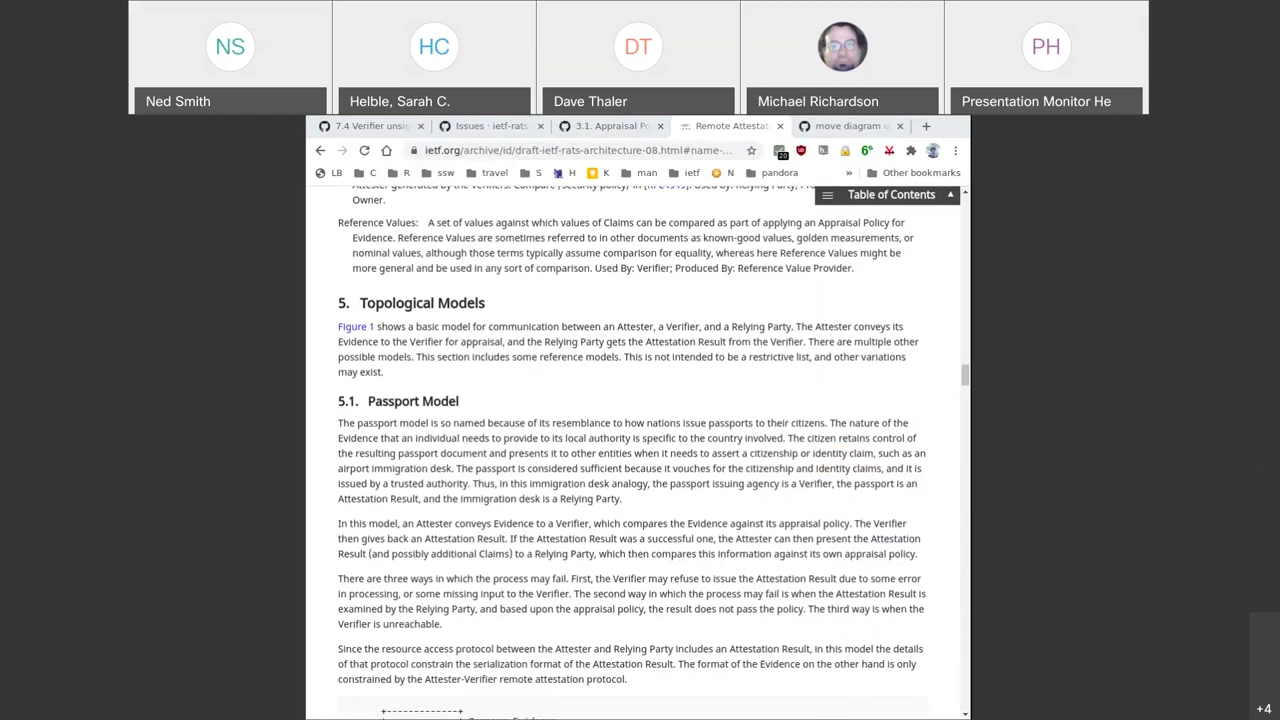 NS
HC
DT
PH
Ned Smith
Helble, Sarah C.
Dave Thaler
Michael Richardson
Presentation Monitor He
7.4 Verifier unsig
Issues · ietf-rats
3.1. Appraisal Po
Remote Attestat
move diagram u
ietf.org/archive/id/draft-ietf-rats-architecture-08.html#name-...
20
6⁶
LB
C
R
ssw
travel
S
H
K
man
ietf
N
pandora
»
Other bookmarks
Table of Contents
Attester generated by the Verifiers. Compare /security policy/ in [RFC4949]. Used by: Relying Party;
Owner.
Reference Values: A set of values against which values of Claims can be compared as part of applying an Appraisal Policy for
Evidence. Reference Values are sometimes referred to in other documents as known-good values, golden measurements, or
nominal values, although those terms typically assume comparison for equality, whereas here Reference Values might be
more general and be used in any sort of comparison. Used By: Verifier; Produced By: Reference Value Provider.
5. Topological Models
Figure 1 shows a basic model for communication between an Attester, a Verifier, and a Relying Party. The Attester conveys its
Evidence to the Verifier for appraisal, and the Relying Party gets the Attestation Result from the Verifier. There are multiple other
possible models. This section includes some reference models. This is not intended to be a restrictive list, and other variations
may exist.
5.1. Passport Model
The passport model is so named because of its resemblance to how nations issue passports to their citizens. The nature of the
Evidence that an individual needs to provide to its local authority is specific to the country involved. The citizen retains control of
the resulting passport document and presents it to other entities when it needs to assert a citizenship or identity claim, such as an
airport immigration desk. The passport is considered sufficient because it vouches for the citizenship and identity claims, and it is
issued by a trusted authority. Thus, in this immigration desk analogy, the passport issuing agency is a Verifier, the passport is an
Attestation Result, and the immigration desk is a Relying Party.
In this model, an Attester conveys Evidence to a Verifier, which compares the Evidence against its appraisal policy. The Verifier
then gives back an Attestation Result. If the Attestation Result was a successful one, the Attester can then present the Attestation
Result (and possibly additional Claims) to a Relying Party, which then compares this information against its own appraisal policy.
There are three ways in which the process may fail. First, the Verifier may refuse to issue the Attestation Result due to some error
in processing, or some missing input to the Verifier. The second way in which the process may fail is when the Attestation Result is
examined by the Relying Party, and based upon the appraisal policy, the result does not pass the policy. The third way is when the
Verifier is unreachable.
Since the resource access protocol between the Attester and Relying Party includes an Attestation Result, in this model the details
of that protocol constrain the serialization format of the Attestation Result. The format of the Evidence on the other hand is only
constrained by the Attester-Verifier remote attestation protocol.
+-------------+
+4